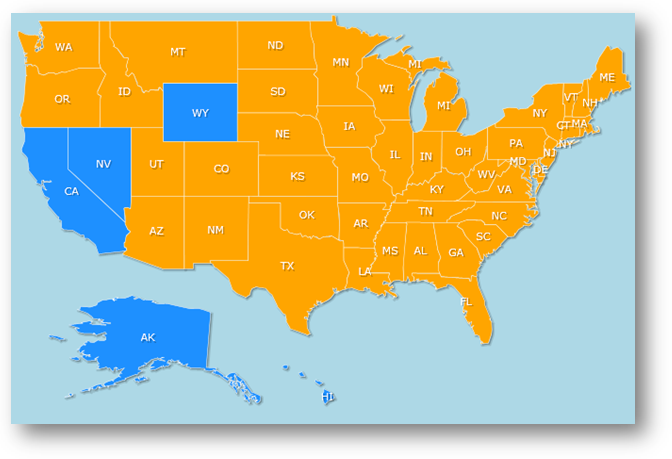 WA
MT
ND
MN
MI
ME
OR
ID
WY
SD
WI
MI
VT
NH
NY
CT
MA
NV
UT
CO
NE
IA
IL
IN
OH
PA
NJ
NY
CA
KS
MO
KY
WV
MD
DE
VA
AZ
NM
OK
AR
TN
NC
TX
LA
MS
AL
GA
SC
FL
AK
HI